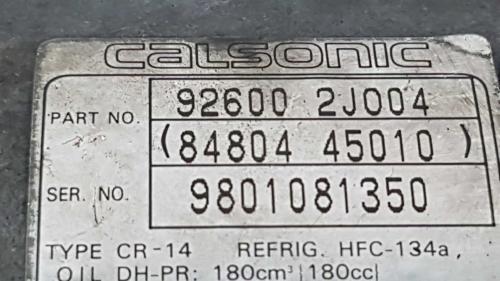 calsonic
PART NO. 92600 2J004
(84804 45010)
SER. NO. 9801081350
TYPE CR-14 REFRIG. HFC-134a,
OIL DH-PR: 180cm³|180cc|